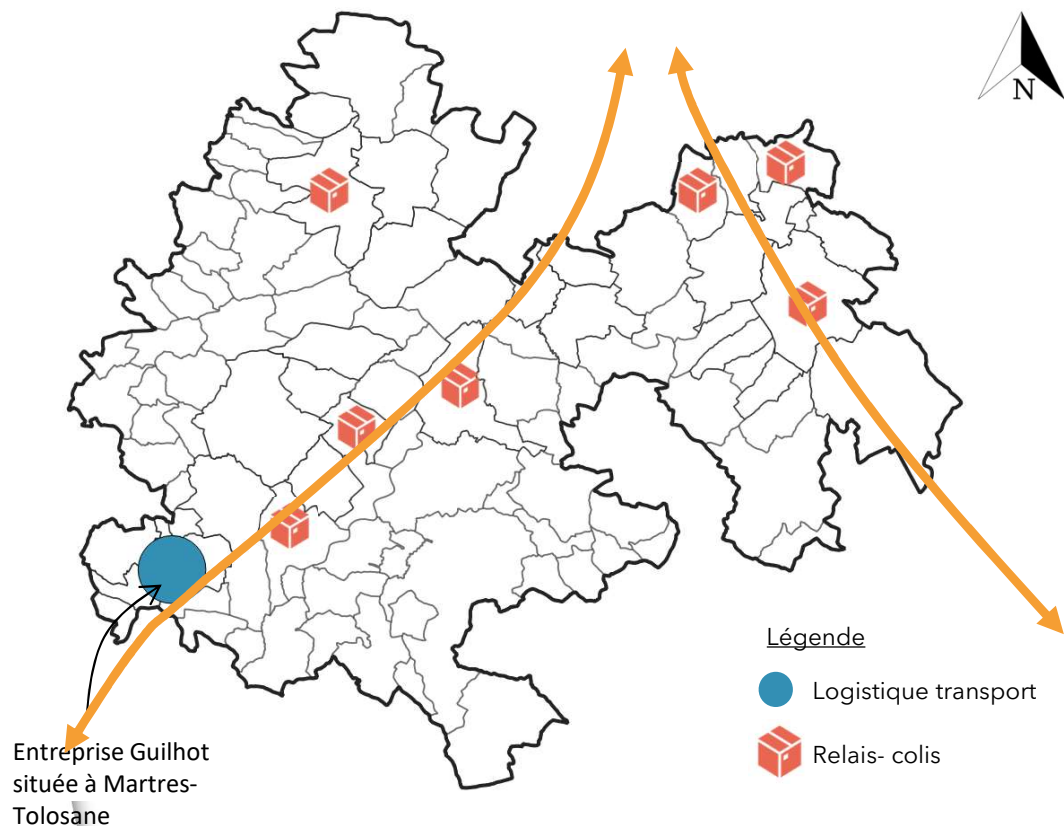 N
Légende
Logistique transport
Relais- colis
Entreprise Guilhot
située à Martres-
Tolosane